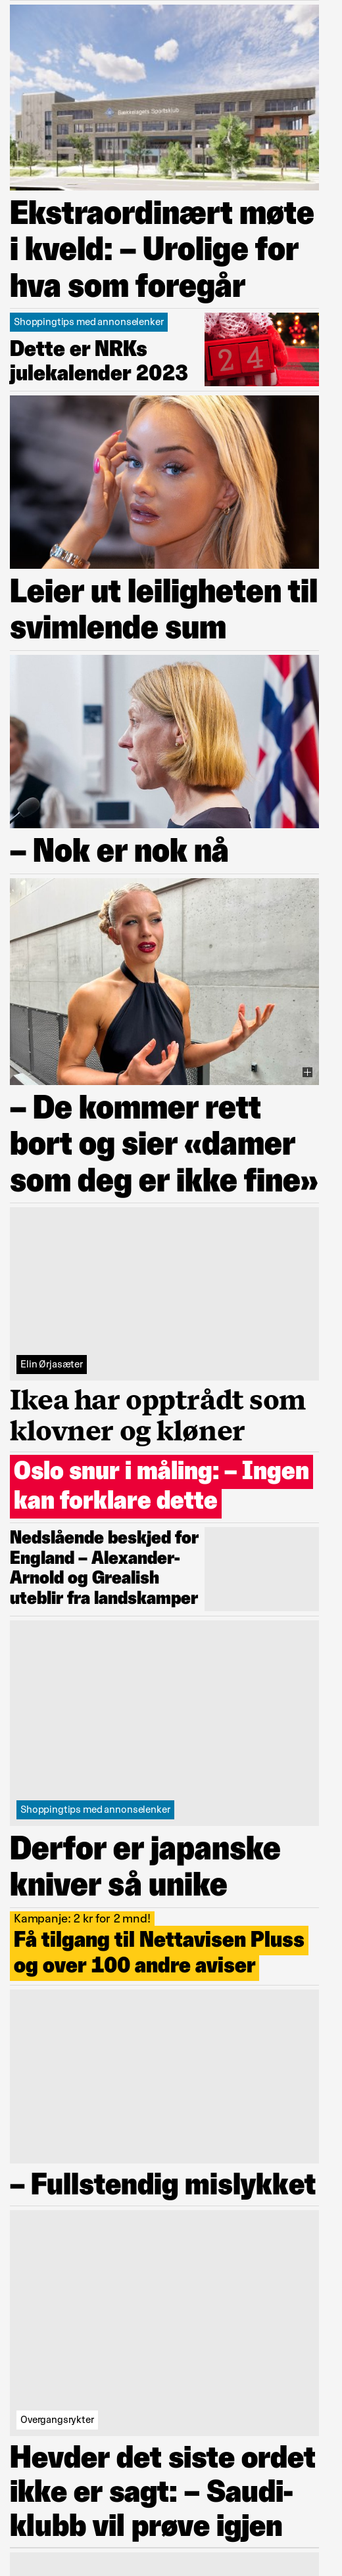 Bækkelagets Sportsklub
Ekstraordinært møte
i kveld: – Urolige for
hva som foregår
Shoppingtips med annonselenker
Dette er NRKs
julekalender 2023
24
Leier ut leiligheten til
svimlende sum
– Nok er nok nå
– De kommer rett
bort og sier «damer
som deg er ikke fine»
Elin Ørjasæter
Ikea har opptrådt som
klovner og kløner
Oslo snur i måling: – Ingen
kan forklare dette
Nedslående beskjed for
England – Alexander-
Arnold og Grealish
uteblir fra landskamper
Shoppingtips med annonselenker
Derfor er japanske
kniver så unike
Kampanje: 2 kr for 2 mnd!
Få tilgang til Nettavisen Pluss
og over 100 andre aviser
– Fullstendig mislykket
Overgangsrykter
Hevder det siste ordet
ikke er sagt: – Saudi-
klubb vil prøve igjen